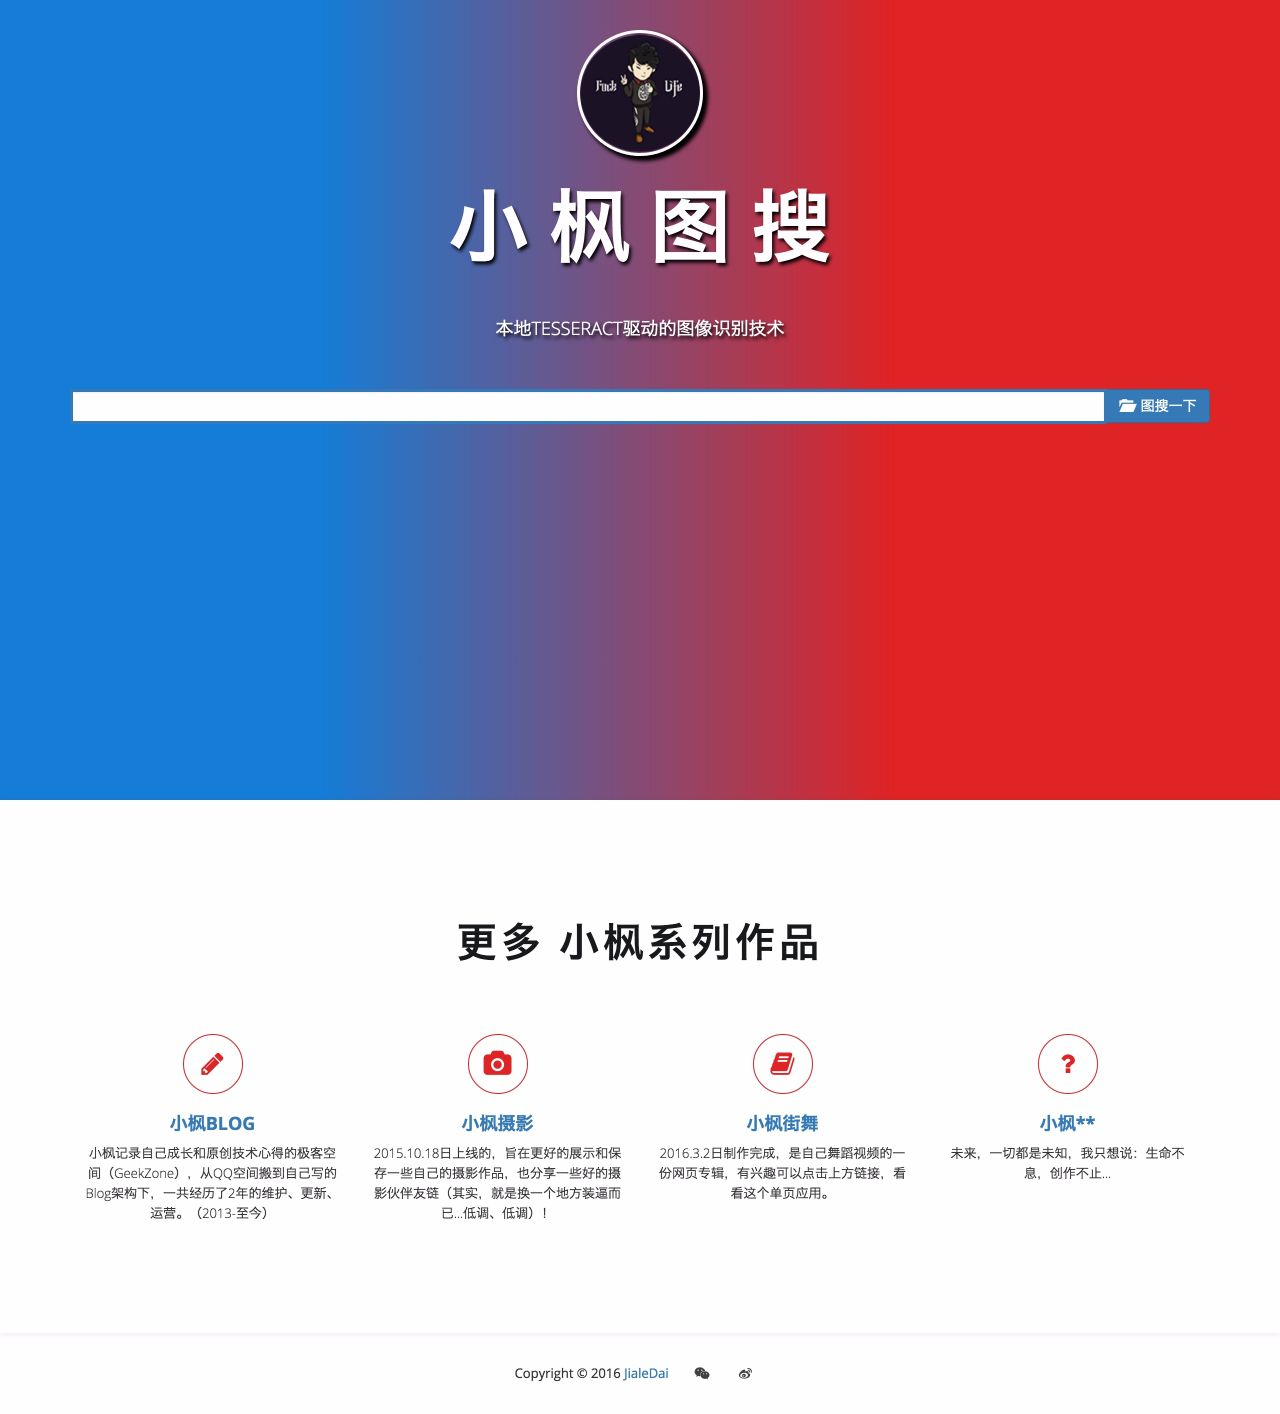 Fuck Life
小枫图搜
本地TESSERACT驱动的图像识别技术
图搜一下
更多 小枫系列作品
小枫BLOG
小枫记录自己成长和原创技术心得的极客空
间（GeekZone），从QQ空间搬到自己写的
Blog架构下，一共经历了2年的维护、更新、
运营。（2013-至今）
小枫摄影
2015.10.18日上线的，旨在更好的展示和保
存一些自己的摄影作品，也分享一些好的摄
影伙伴友链（其实，就是换一个地方装逼而
已...低调、低调）！
小枫街舞
2016.3.2日制作完成，是自己舞蹈视频的一
份网页专辑，有兴趣可以点击上方链接，看
看这个单页应用。
小枫**
未来，一切都是未知，我只想说：生命不
息，创作不止...
Copyright © 2016 JialeDai